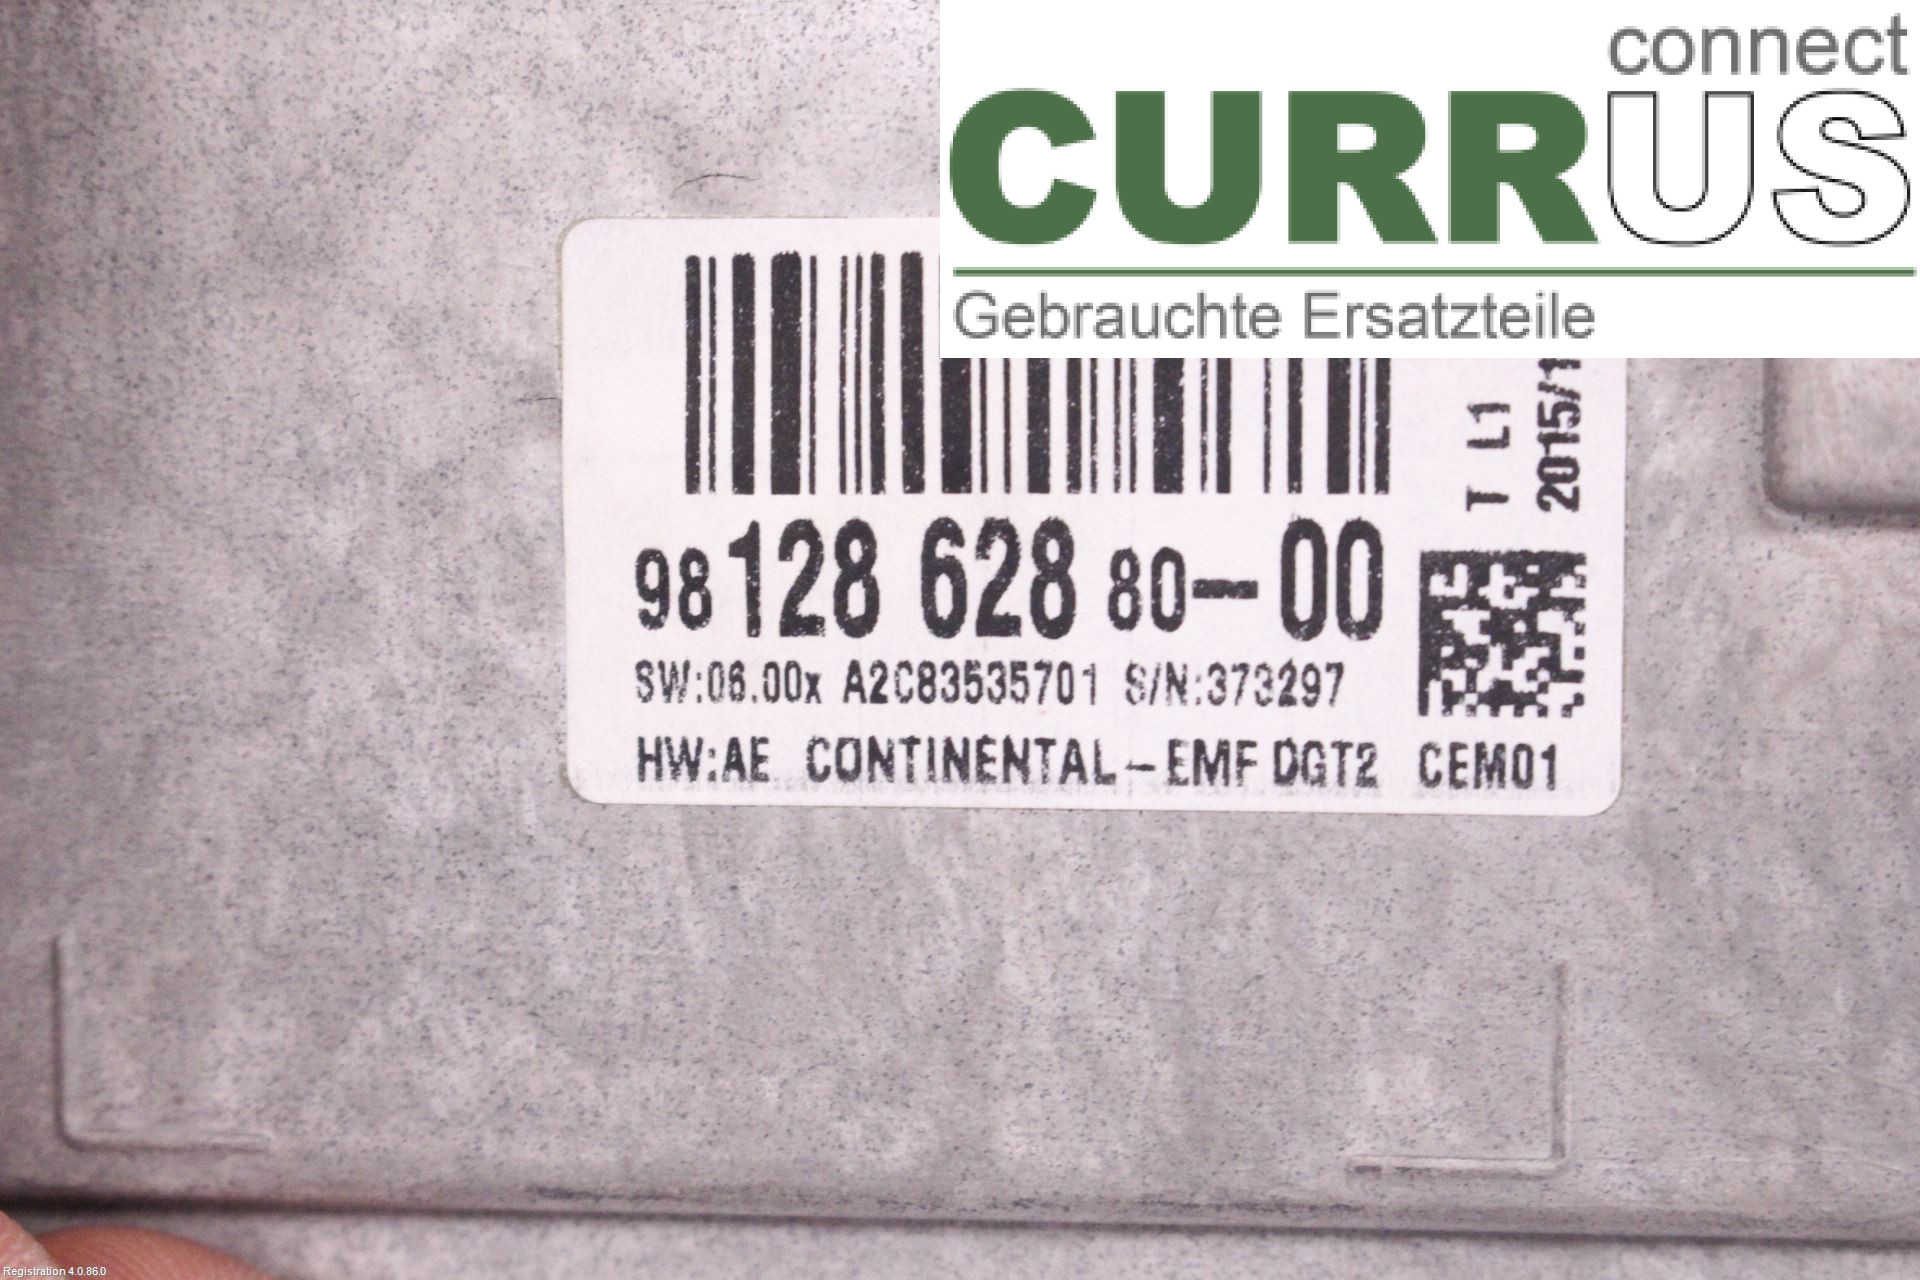 connect
CURRUS
Gebrauchte Ersatzteile
T L1
98 128 628 80-00
SW:06.00x A2C83535701 S/N:373297
HW:AE CONTINENTAL-EMF DGT2 CEM01
Registration 4.0.86.0